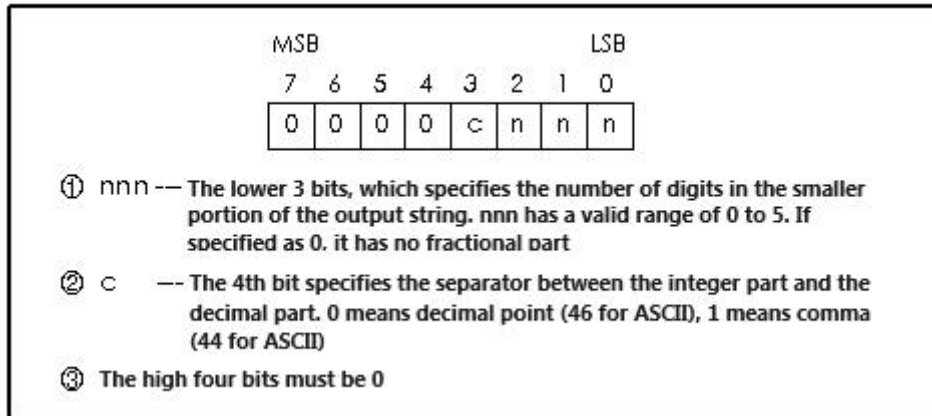 MSB LSB
7 6 5 4 3 2 1 0
0 0 0 0 c n n n
① nnn --- The lower 3 bits, which specifies the number of digits in the smaller
portion of the output string. nnn has a valid range of 0 to 5. If
specified as 0. it has no fractional part
② c --- The 4th bit specifies the separator between the integer part and the
decimal part. 0 means decimal point (46 for ASCII), 1 means comma
(44 for ASCII)
③ The high four bits must be 0